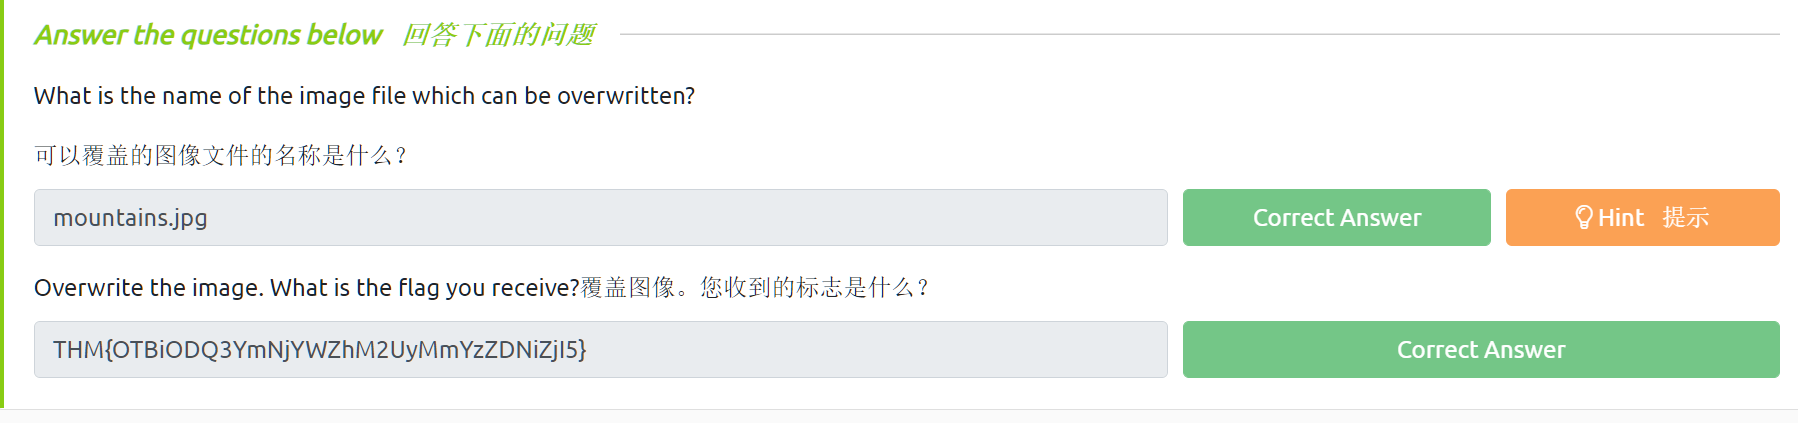 Answer the questions below 回答下面的问题
What is the name of the image file which can be overwritten?
可以覆盖的图像文件的名称是什么？
mountains.jpg Correct Answer Hint 提示
Overwrite the image. What is the flag you receive?覆盖图像。您收到的标志是什么？
THM{OTBiODQ3YmNjYWZhM2UyMmYzZDNiZjI5} Correct Answer